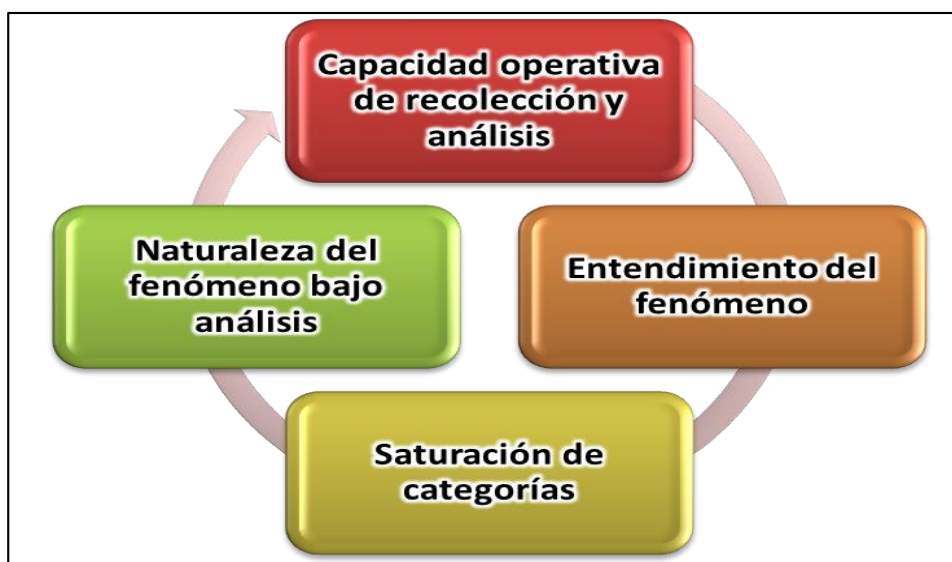 Capacidad operativa
de recolección y
análisis
Naturaleza del
fenómeno bajo
análisis
Entendimiento del
fenómeno
Saturación de
categorías